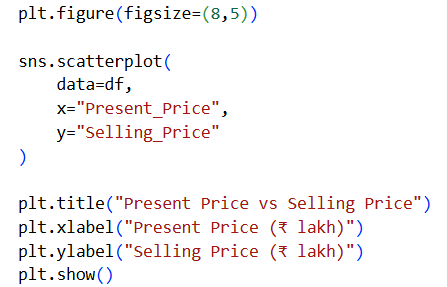 plt.figure(figsize=(8,5))
sns.scatterplot(
    data=df,
    x="Present_Price",
    y="Selling_Price"
)
plt.title("Present Price vs Selling Price")
plt.xlabel("Present Price (₹ lakh)")
plt.ylabel("Selling Price (₹ lakh)")
plt.show()